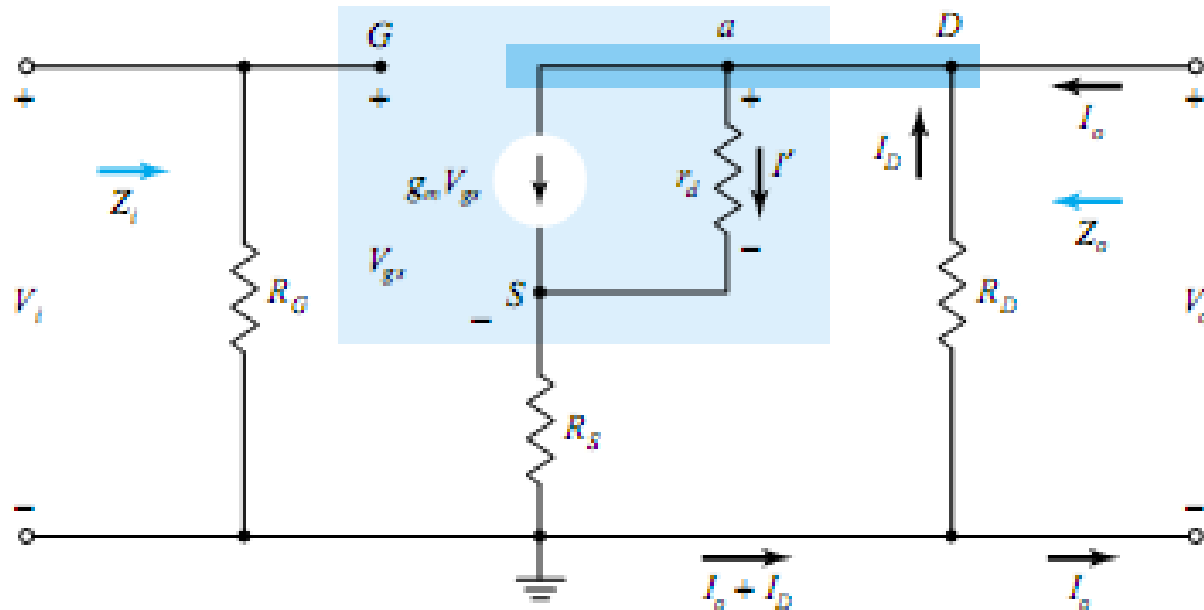 G
a
D
+
+
+
+
I_o
I_D
Z_i
g_m V_gs
r_d
I'
Z_o
V_gs
V_i
R_G
S
−
−
R_D
R_S
−
−
I_o + I_D
I_o